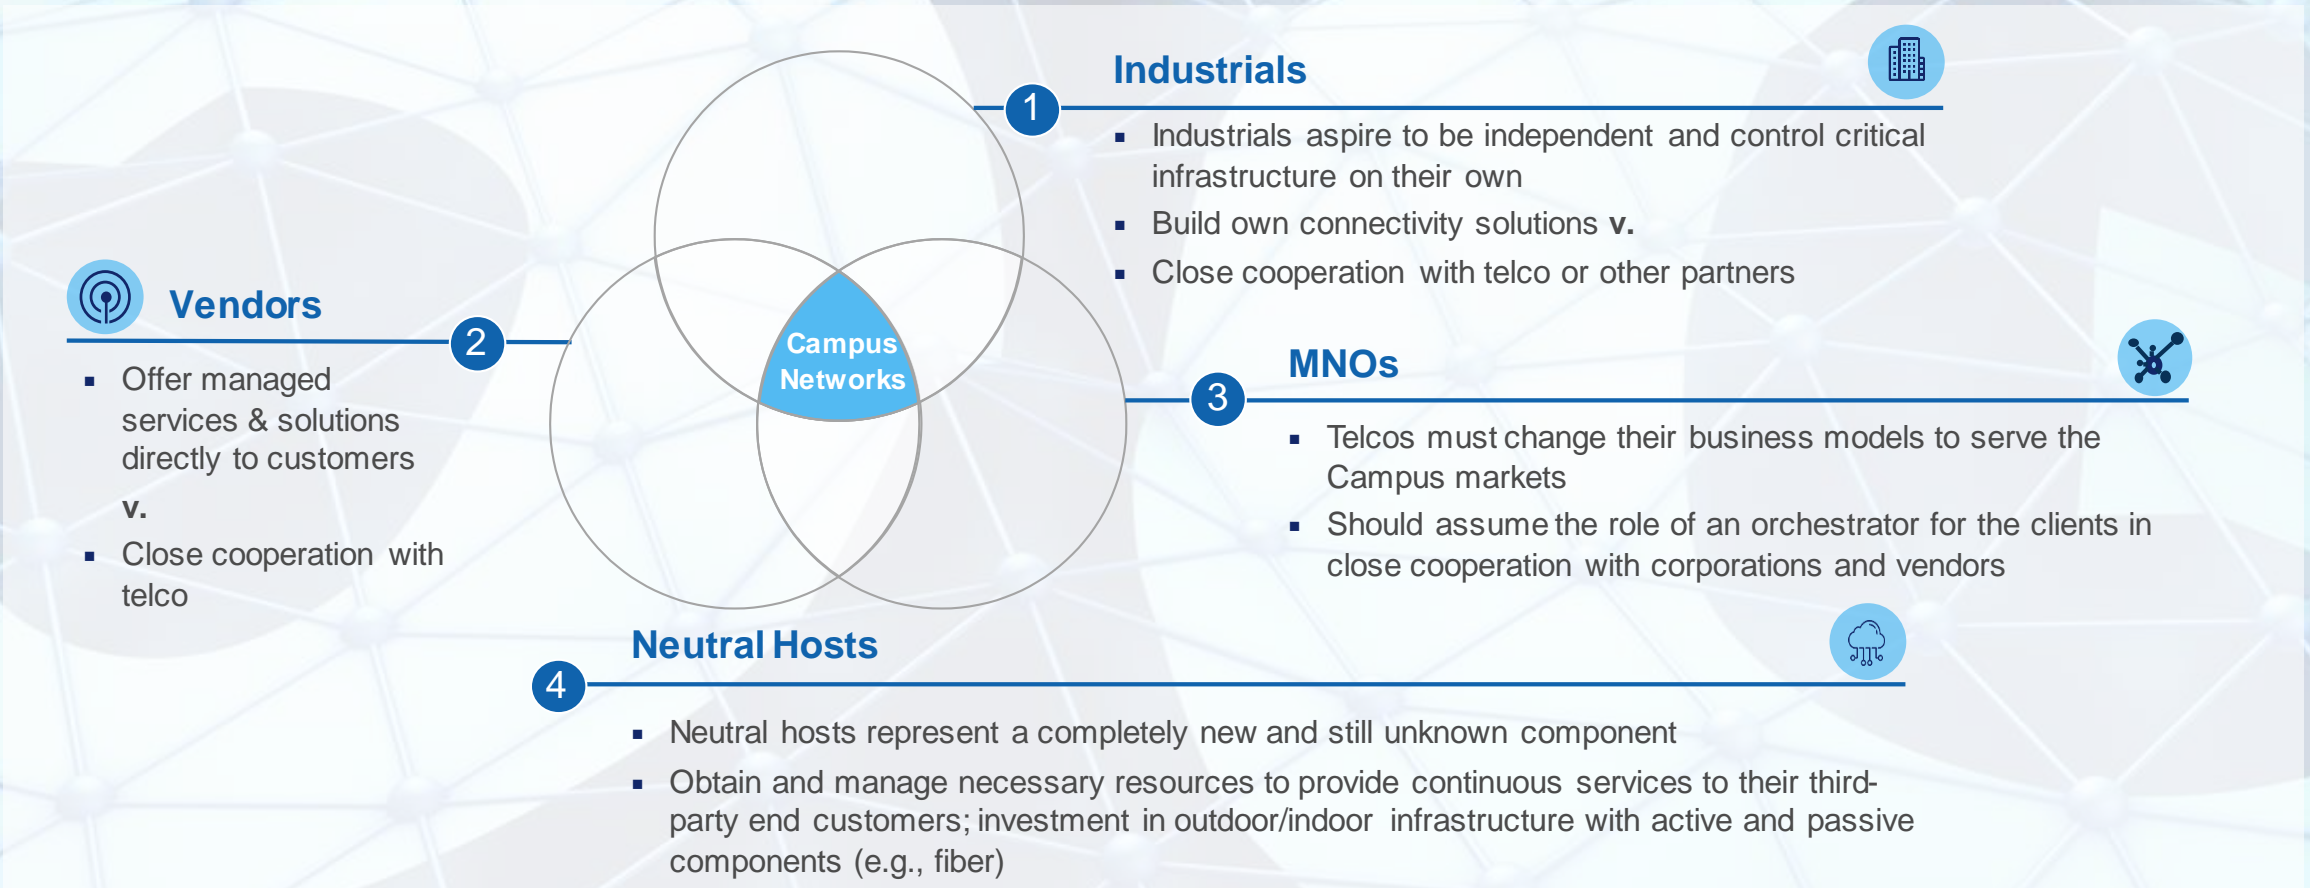 Industrials
1
▪ Industrials aspire to be independent and control critical
infrastructure on their own
▪ Build own connectivity solutions v.
▪ Close cooperation with telco or other partners
Vendors
2
▪ Offer managed
services & solutions
directly to customers
v.
▪ Close cooperation with
telco
Campus
Networks
MNOs
3
▪ Telcos must change their business models to serve the
Campus markets
▪ Should assume the role of an orchestrator for the clients in
close cooperation with corporations and vendors
Neutral Hosts
4
▪ Neutral hosts represent a completely new and still unknown component
▪ Obtain and manage necessary resources to provide continuous services to their third-
party end customers; investment in outdoor/indoor infrastructure with active and passive
components (e.g., fiber)